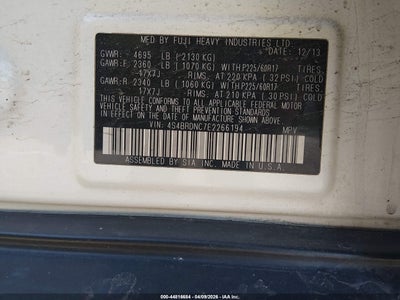 MFD BY FUJI HEAVY INDUSTRIES LTD.
DATE: 12/13
GVWR: 4695 LB (2130 KG)
GAWR:F: 2360 LB (1070 KG) WITH P225/60R17 TIRES,
17X7J RIMS, AT 220 KPA (32 PSI) COLD
GAWR:R: 2340 LB (1060 KG) WITH P225/60R17 TIRES,
17X7J RIMS, AT 210 KPA (30 PSI) COLD
THIS VEHICLE CONFORMS TO ALL APPLICABLE
SAFETY, BUMPER, AND THEFT PREVENTION STANDARDS
IN EFFECT ON THE DATE OF MANUFACTURE SHOWN ABOVE.
VIN: 4S4BRDNC7E2266194 MPV
ASSEMBLED BY SIA, INC. MADE IN U.S.A.
000-44816684 | 04/09/2026 | IAA, Inc. |